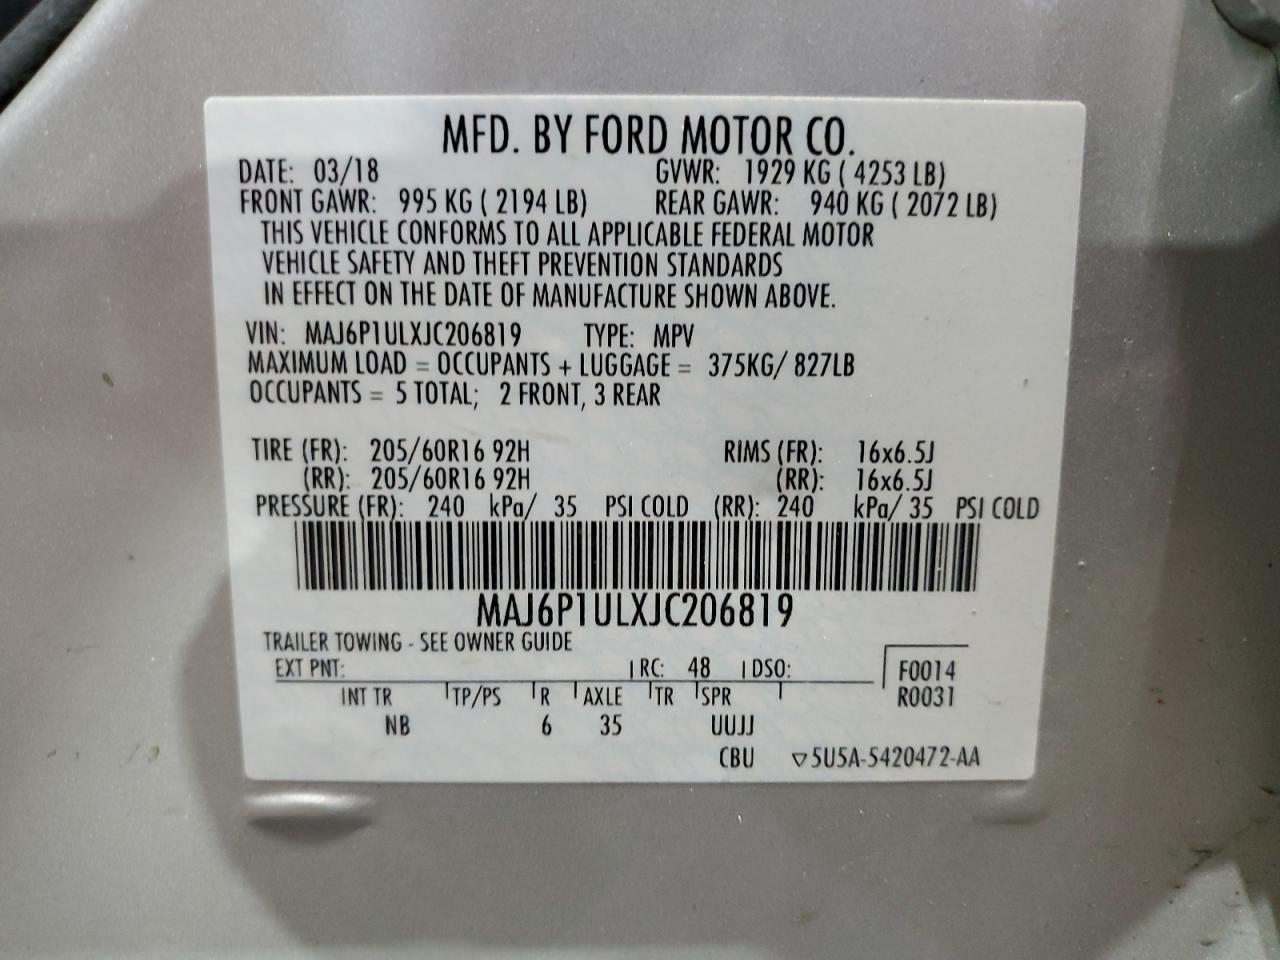 MFD. BY FORD MOTOR CO.
DATE: 03/18 GVWR: 1929 KG ( 4253 LB)
FRONT GAWR: 995 KG ( 2194 LB) REAR GAWR: 940 KG ( 2072 LB)
THIS VEHICLE CONFORMS TO ALL APPLICABLE FEDERAL MOTOR
VEHICLE SAFETY AND THEFT PREVENTION STANDARDS
IN EFFECT ON THE DATE OF MANUFACTURE SHOWN ABOVE.
VIN: MAJ6P1ULXJC206819 TYPE: MPV
MAXIMUM LOAD = OCCUPANTS + LUGGAGE = 375KG/ 827LB
OCCUPANTS = 5 TOTAL; 2 FRONT, 3 REAR
TIRE (FR): 205/60R16 92H RIMS (FR): 16x6.5J
(RR): 205/60R16 92H (RR): 16x6.5J
PRESSURE (FR): 240 kPa/ 35 PSI COLD (RR): 240 kPa/ 35 PSI COLD
MAJ6P1ULXJC206819
TRAILER TOWING - SEE OWNER GUIDE
EXT PNT: RC: 48 DSO: F0014
INT TR TP/PS R AXLE TR SPR R0031
NB 6 35 UUJJ
CBU ▽5U5A-5420472-AA